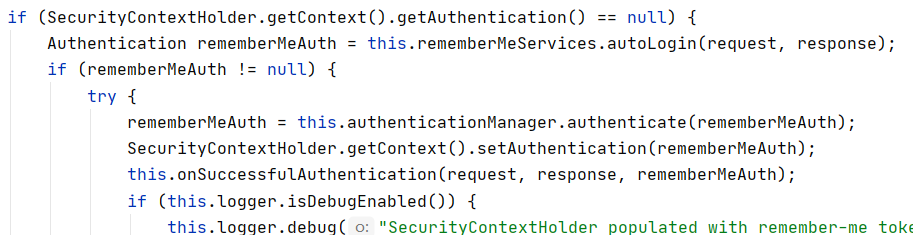 if (SecurityContextHolder.getContext().getAuthentication() == null) {
Authentication rememberMeAuth = this.rememberMeServices.autoLogin(request, response);
if (rememberMeAuth != null) {
try {
rememberMeAuth = this.authenticationManager.authenticate(rememberMeAuth);
SecurityContextHolder.getContext().setAuthentication(rememberMeAuth);
this.onSuccessfulAuthentication(request, response, rememberMeAuth);
if (this.logger.isDebugEnabled()) {
this.logger.debug( o: "SecurityContextHolder populated with remember-me toke